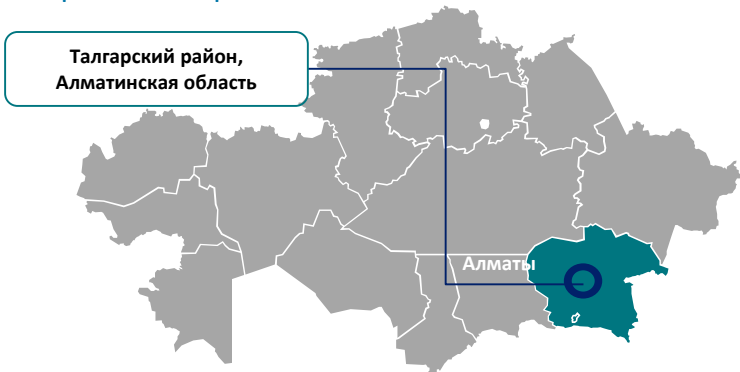 Талгарский район,
Алматинская область
Алматы